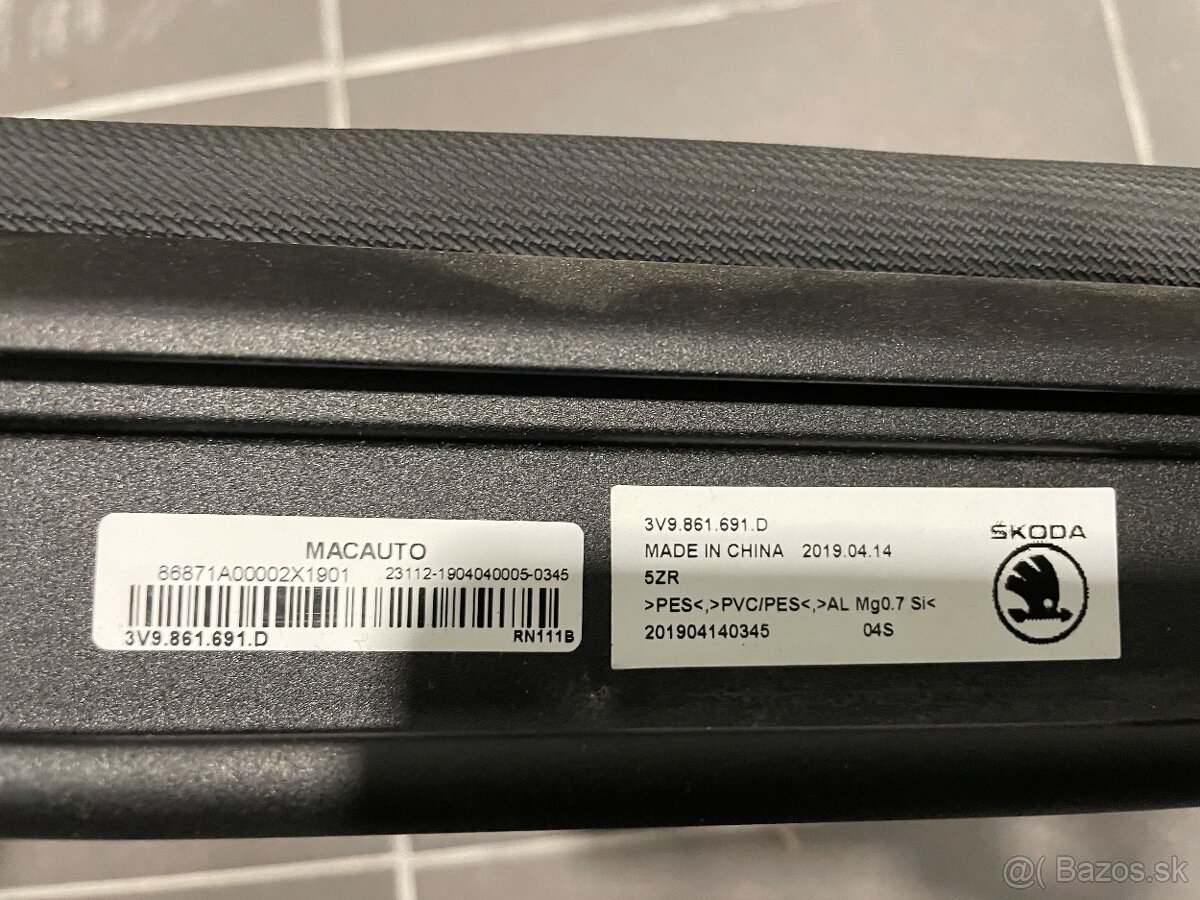 MACAUTO
86871A00002X1901 23112-1904040005-0345
3V9.861.691.D RN111B
3V9.861.691.D
MADE IN CHINA 2019.04.14
5ZR
>PES<,>PVC/PES<,>AL Mg0.7 Si<
201904140345 04S
ŠKODA
@( Bazos.sk